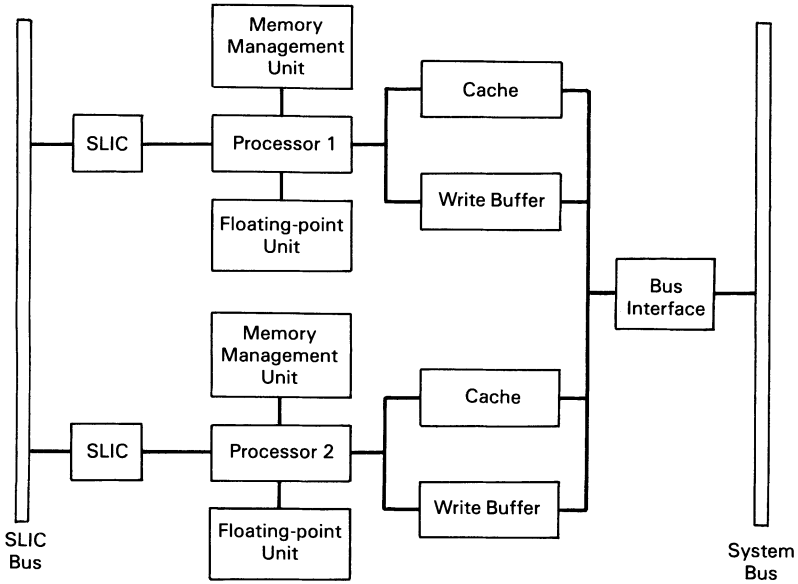 Memory
Management
Unit
SLIC
Processor 1
Cache
Write Buffer
Floating-point
Unit
Bus
Interface
Memory
Management
Unit
SLIC
Processor 2
Cache
Write Buffer
Floating-point
Unit
SLIC
Bus
System
Bus